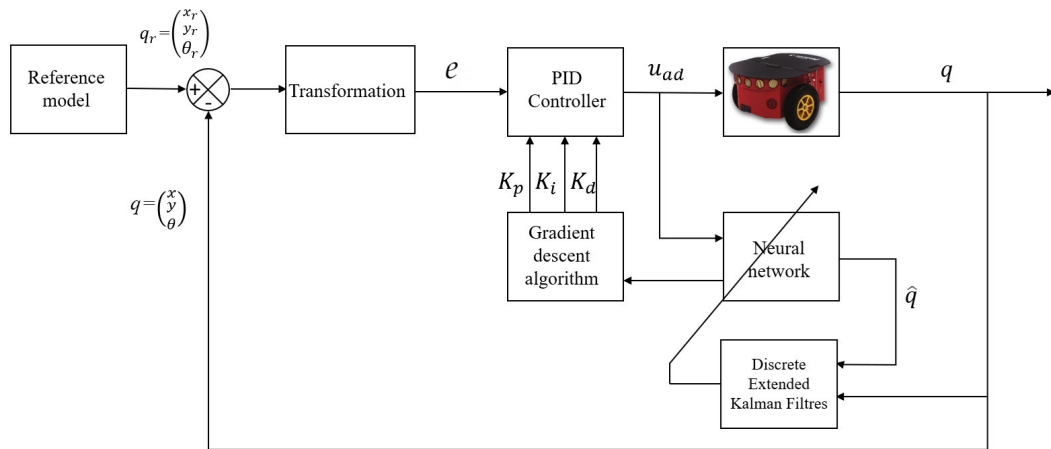 q_r = (x_r
y_r
θ_r)
Reference
model
+
-
Transformation
e
PID
Controller
u_ad
q
K_p K_i K_d
q = (x
y
θ)
Gradient
descent
algorithm
Neural
network
q̂
Discrete
Extended
Kalman Filtres